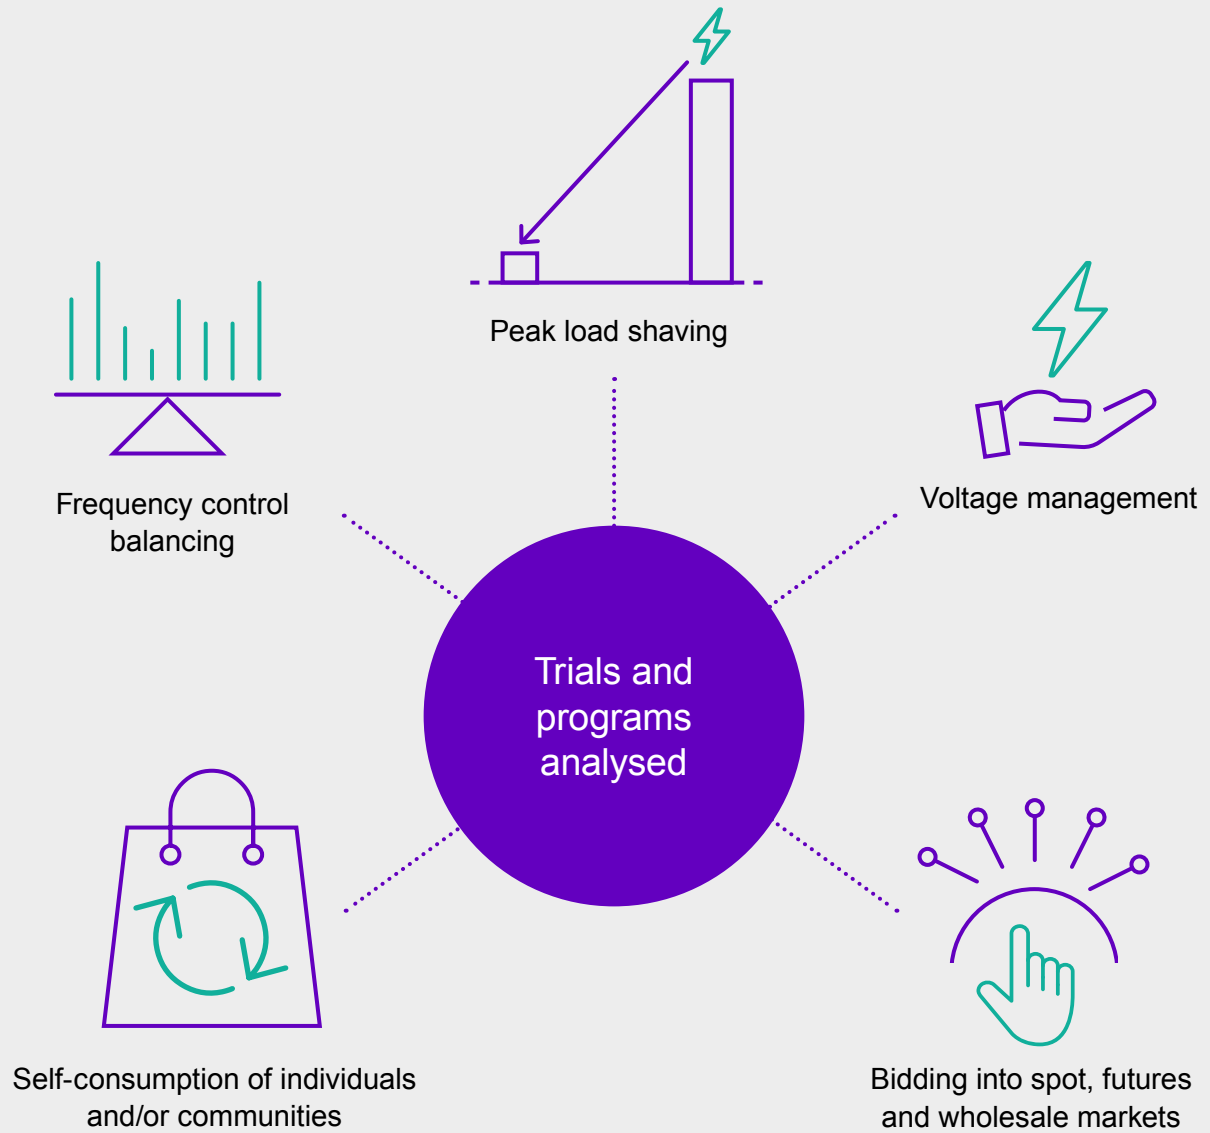 Peak load shaving
Frequency control
balancing
Voltage management
Trials and
programs
analysed
Self-consumption of individuals
and/or communities
Bidding into spot, futures
and wholesale markets